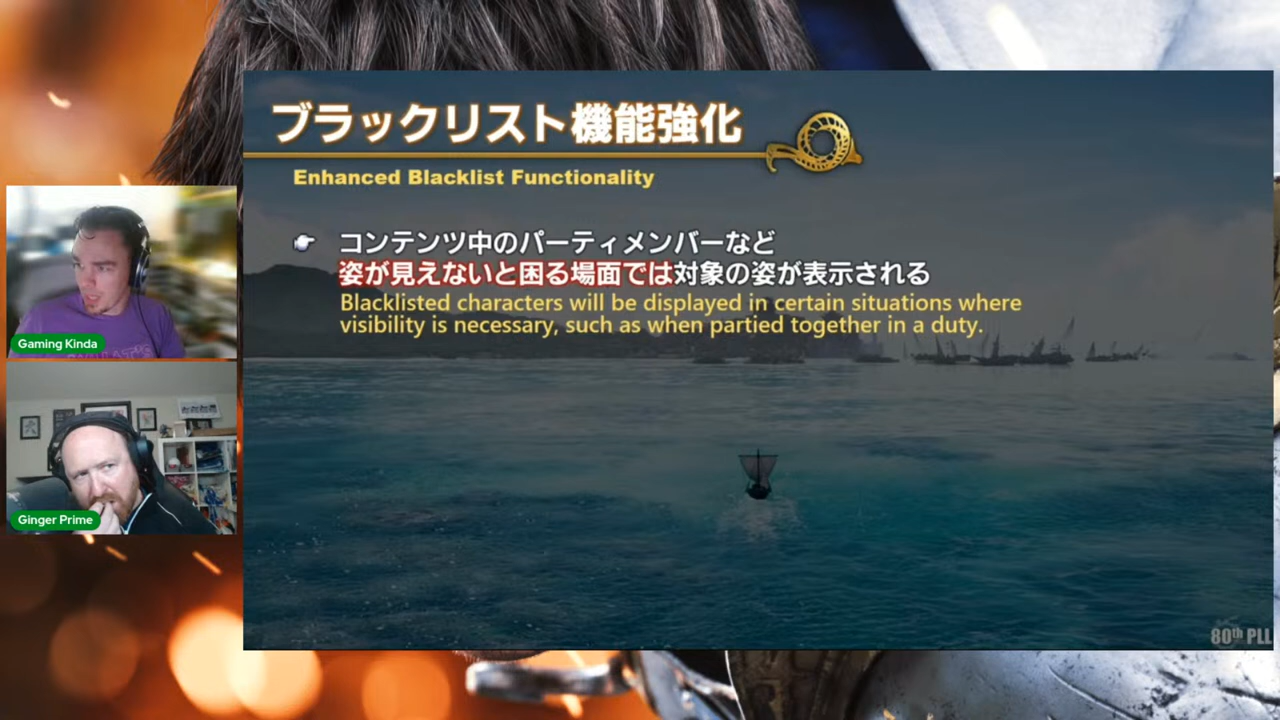 ブラックリスト機能強化
Enhanced Blacklist Functionality
コンテンツ中のパーティメンバーなど
姿が見えないと困る場面では対象の姿が表示される
Blacklisted characters will be displayed in certain situations where
visibility is necessary, such as when partied together in a duty.
Gaming Kinda
Ginger Prime
80th PLL